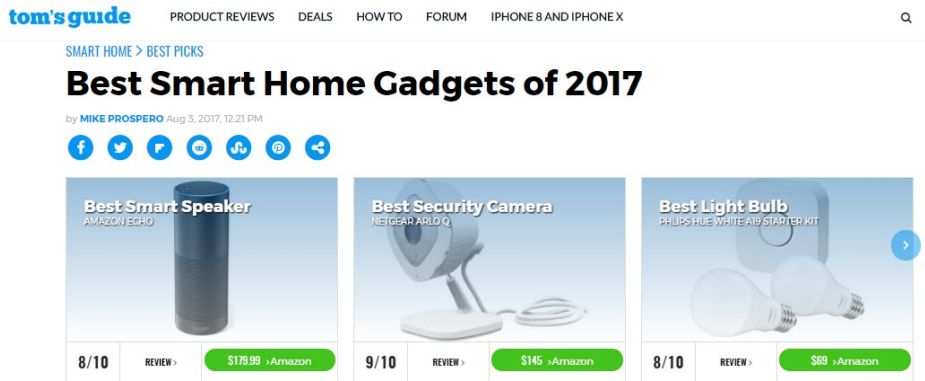 tom's guide PRODUCT REVIEWS DEALS HOW TO FORUM IPHONE 8 AND IPHONE X
SMART HOME > BEST PICKS
Best Smart Home Gadgets of 2017
by MIKE PROSPERO Aug 3, 2017, 12:21 PM
Best Smart Speaker
AMAZON ECHO
8/10 REVIEW > $179.99 >Amazon
Best Security Camera
NETGEAR ARLO Q
9/10 REVIEW > $145 >Amazon
Best Light Bulb
PHILIPS HUE WHITE A19 STARTER KIT
8/10 REVIEW > $69 >Amazon